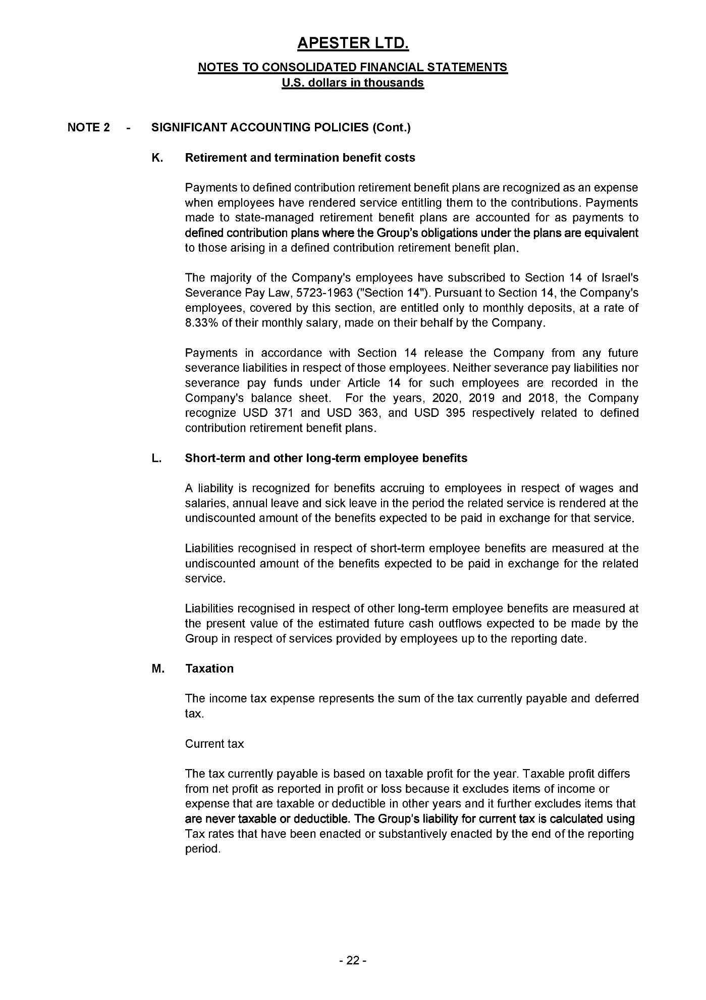 APESTER LTD.
NOTES TO CONSOLIDATED FINANCIAL STATEMENTS
U.S. dollars in thousands
NOTE 2 - SIGNIFICANT ACCOUNTING POLICIES (Cont.)
K. Retirement and termination benefit costs
Payments to defined contribution retirement benefit plans are recognized as an expense
when employees have rendered service entitling them to the contributions. Payments
made to state-managed retirement benefit plans are accounted for as payments to
defined contribution plans where the Group's obligations under the plans are equivalent
to those arising in a defined contribution retirement benefit plan.
The majority of the Company's employees have subscribed to Section 14 of Israel's
Severance Pay Law, 5723-1963 ("Section 14"). Pursuant to Section 14, the Company's
employees, covered by this section, are entitled only to monthly deposits, at a rate of
8.33% of their monthly salary, made on their behalf by the Company.
Payments in accordance with Section 14 release the Company from any future
severance liabilities in respect of those employees. Neither severance pay liabilities nor
severance pay funds under Article 14 for such employees are recorded in the
Company's balance sheet. For the years, 2020, 2019 and 2018, the Company
recognize USD 371 and USD 363, and USD 395 respectively related to defined
contribution retirement benefit plans.
L. Short-term and other long-term employee benefits
A liability is recognized for benefits accruing to employees in respect of wages and
salaries, annual leave and sick leave in the period the related service is rendered at the
undiscounted amount of the benefits expected to be paid in exchange for that service.
Liabilities recognised in respect of short-term employee benefits are measured at the
undiscounted amount of the benefits expected to be paid in exchange for the related
service.
Liabilities recognised in respect of other long-term employee benefits are measured at
the present value of the estimated future cash outflows expected to be made by the
Group in respect of services provided by employees up to the reporting date.
M. Taxation
The income tax expense represents the sum of the tax currently payable and deferred
tax.
Current tax
The tax currently payable is based on taxable profit for the year. Taxable profit differs
from net profit as reported in profit or loss because it excludes items of income or
expense that are taxable or deductible in other years and it further excludes items that
are never taxable or deductible. The Group's liability for current tax is calculated using
Tax rates that have been enacted or substantively enacted by the end of the reporting
period.
- 22 -